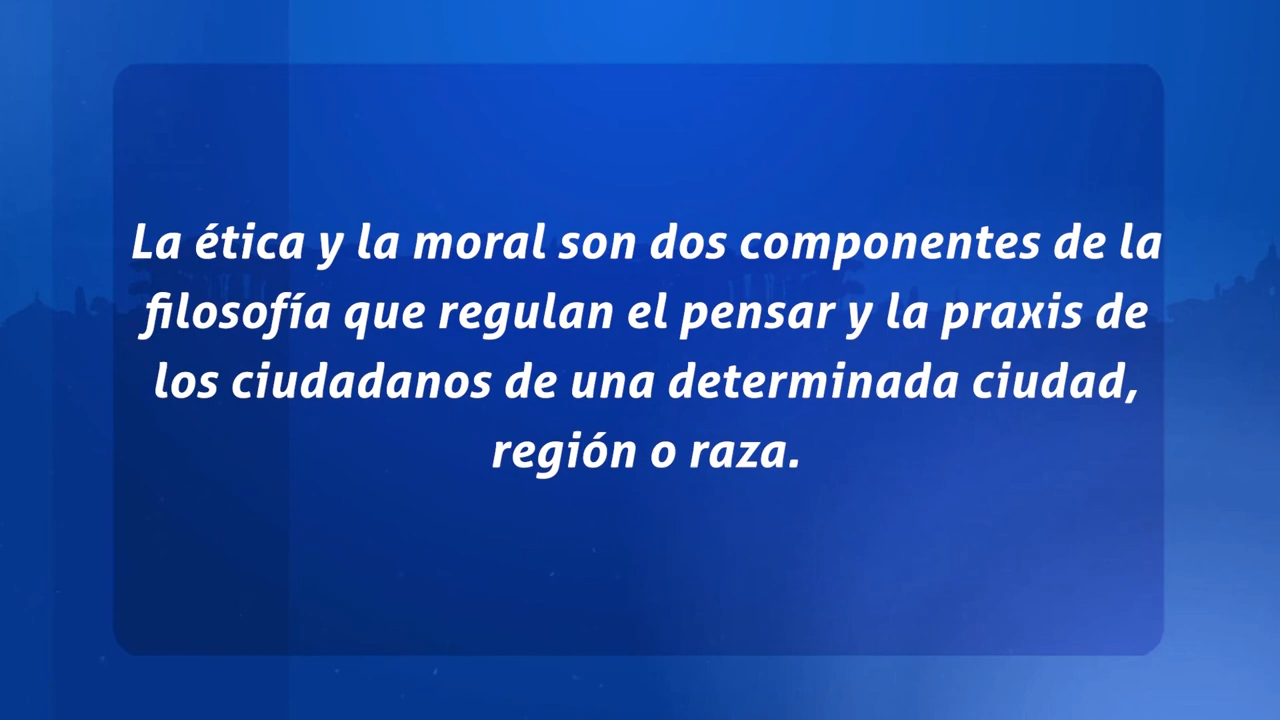 La ética y la moral son dos componentes de la
filosofía que regulan el pensar y la praxis de
los ciudadanos de una determinada ciudad,
región o raza.